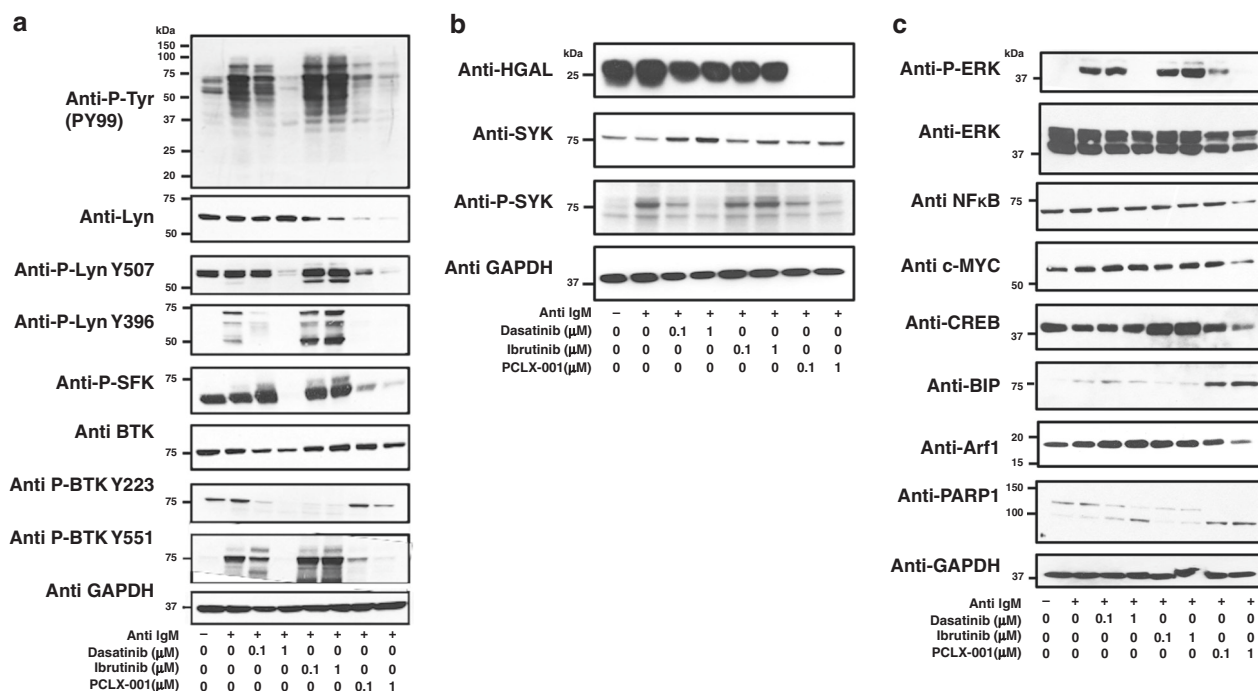 a
kDa
150
100
75
50
37
25
20
Anti-P-Tyr
(PY99)
75
50
Anti-Lyn
75
50
Anti-P-Lyn Y507
75
50
Anti-P-Lyn Y396
75
Anti-P-SFK
75
Anti BTK
75
Anti P-BTK Y223
75
Anti P-BTK Y551
37
Anti GAPDH
Anti IgM – + + + + + + +
Dasatinib (μM) 0 0 0.1 1 0 0 0 0
Ibrutinib (μM) 0 0 0 0 0.1 1 0 0
PCLX-001(μM) 0 0 0 0 0 0 0.1 1
b
kDa
Anti-HGAL 25
Anti-SYK 75
Anti-P-SYK 75
Anti GAPDH 37
Anti IgM – + + + + + + +
Dasatinib (μM) 0 0 0.1 1 0 0 0 0
Ibrutinib (μM) 0 0 0 0 0.1 1 0 0
PCLX-001(μM) 0 0 0 0 0 0 0.1 1
c
kDa
Anti-P-ERK 37
Anti-ERK
37
Anti NFκB 75
Anti c-MYC
50
Anti-CREB 37
Anti-BIP 75
20
Anti-Arf1
15
150
Anti-PARP1
100
Anti-GAPDH 37
Anti IgM – + + + + + + +
Dasatinib (μM) 0 0 0.1 1 0 0 0 0
Ibrutinib (μM) 0 0 0 0 0.1 1 0 0
PCLX-001 (μM) 0 0 0 0 0 0 0.1 1